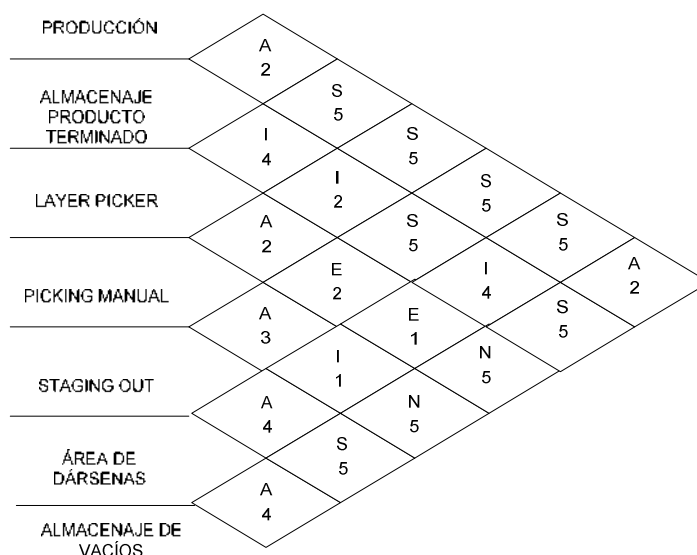 PRODUCCIÓN
A
2
S
5
ALMACENAJE
PRODUCTO
TERMINADO
I
4
S
5
I
2
S
5
LAYER PICKER
A
2
S
5
S
5
E
2
I
4
A
2
PICKING MANUAL
A
3
E
1
S
5
I
1
N
5
STAGING OUT
A
4
N
5
S
5
ÁREA DE
DÁRSENAS
A
4
ALMACENAJE DE
VACÍOS